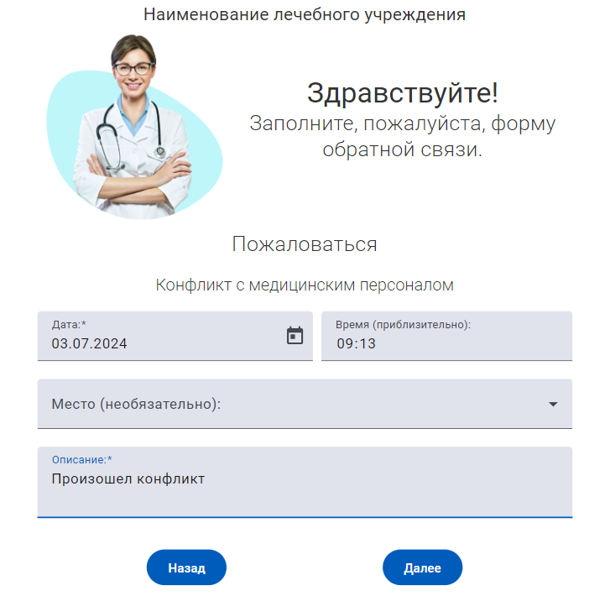 Наименование лечебного учреждения
Здравствуйте!
Заполните, пожалуйста, форму
обратной связи.
Пожаловаться
Конфликт с медицинским персоналом
Дата:*
03.07.2024
Время (приблизительно):
09:13
Место (необязательно):
Описание:*
Произошел конфликт
Назад
Далее